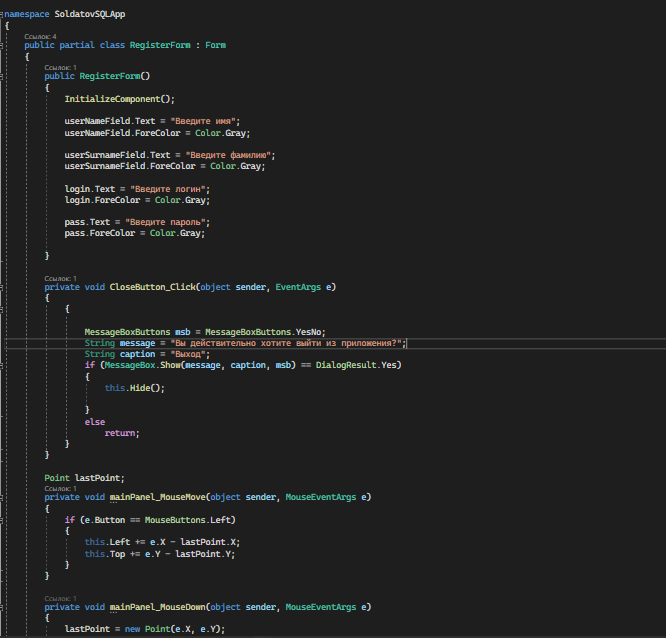 namespace SoldatovSQLApp
{
Ссылок: 4
public partial class RegisterForm : Form
{
Ссылок: 1
public RegisterForm()
{
InitializeComponent();
userNameField.Text = "Введите имя";
userNameField.ForeColor = Color.Gray;
userSurnameField.Text = "Введите фамилию";
userSurnameField.ForeColor = Color.Gray;
login.Text = "Введите логин";
login.ForeColor = Color.Gray;
pass.Text = "Введите пароль";
pass.ForeColor = Color.Gray;
}
Ссылок: 1
private void CloseButton_Click(object sender, EventArgs e)
{
{
MessageBoxButtons msb = MessageBoxButtons.YesNo;
String message = "Вы действительно хотите выйти из приложения?";
String caption = "Выход";
if (MessageBox.Show(message, caption, msb) == DialogResult.Yes)
{
this.Hide();
}
else
return;
}
}
Point lastPoint;
Ссылок: 1
private void mainPanel_MouseMove(object sender, MouseEventArgs e)
{
if (e.Button == MouseButtons.Left)
{
this.Left += e.X - lastPoint.X;
this.Top += e.Y - lastPoint.Y;
}
}
Ссылок: 1
private void mainPanel_MouseDown(object sender, MouseEventArgs e)
{
lastPoint = new Point(e.X, e.Y);